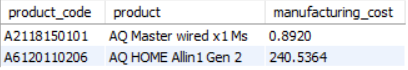 product_code product manufacturing_cost
A2118150101 AQ Master wired x1 Ms 0.8920
A6120110206 AQ HOME Allin1 Gen 2 240.5364